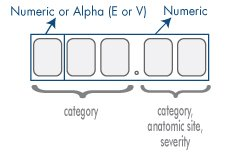 Numeric or Alpha (E or V) Numeric
.
category category,
anatomic site,
severity